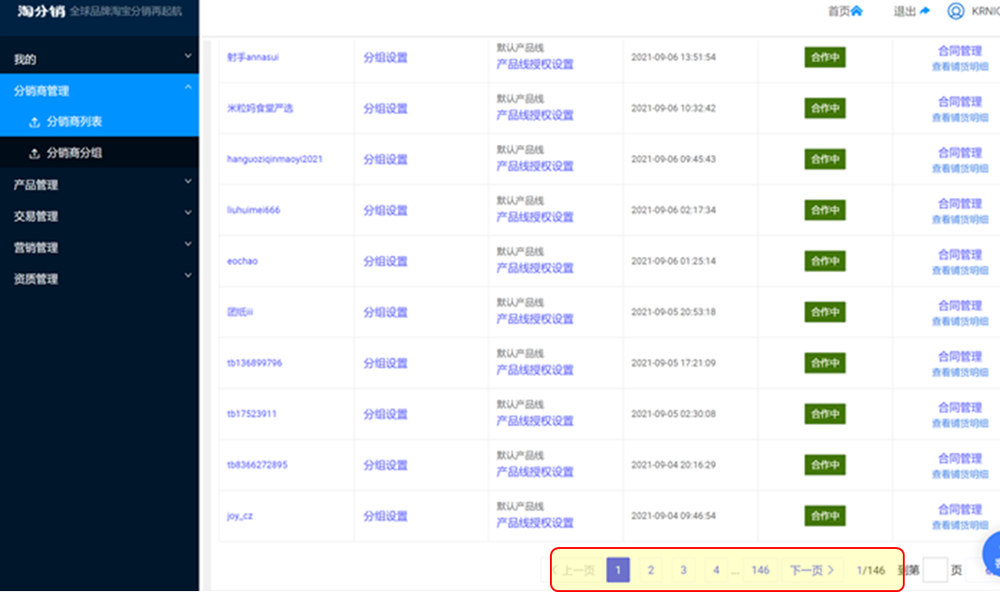 淘分销 全球品牌淘宝分销再起航
首页 退出 KRNIC
我的
分销商管理
分销商列表
分销商分组
产品管理
交易管理
营销管理
资质管理
射手annasui 分组设置 默认产品线 产品线授权设置 2021-09-06 13:51:54 合作中 合同管理 查看铺货明细
米粒妈食堂严选 分组设置 默认产品线 产品线授权设置 2021-09-06 10:32:42 合作中 合同管理 查看铺货明细
hanguoziqinmaoyi2021 分组设置 默认产品线 产品线授权设置 2021-09-06 09:45:43 合作中 合同管理 查看铺货明细
liuhuimei666 分组设置 默认产品线 产品线授权设置 2021-09-06 02:17:34 合作中 合同管理 查看铺货明细
eochao 分组设置 默认产品线 产品线授权设置 2021-09-06 01:25:14 合作中 合同管理 查看铺货明细
团纸iii 分组设置 默认产品线 产品线授权设置 2021-09-05 20:53:18 合作中 合同管理 查看铺货明细
tb136899796 分组设置 默认产品线 产品线授权设置 2021-09-05 17:21:09 合作中 合同管理 查看铺货明细
tb17523911 分组设置 默认产品线 产品线授权设置 2021-09-05 02:30:08 合作中 合同管理 查看铺货明细
tb8366272895 分组设置 默认产品线 产品线授权设置 2021-09-04 20:16:29 合作中 合同管理 查看铺货明细
joy_cz 分组设置 默认产品线 产品线授权设置 2021-09-04 09:46:54 合作中 合同管理 查看铺货明细
上一页 1 2 3 4 ... 146 下一页 1/146 到第 页